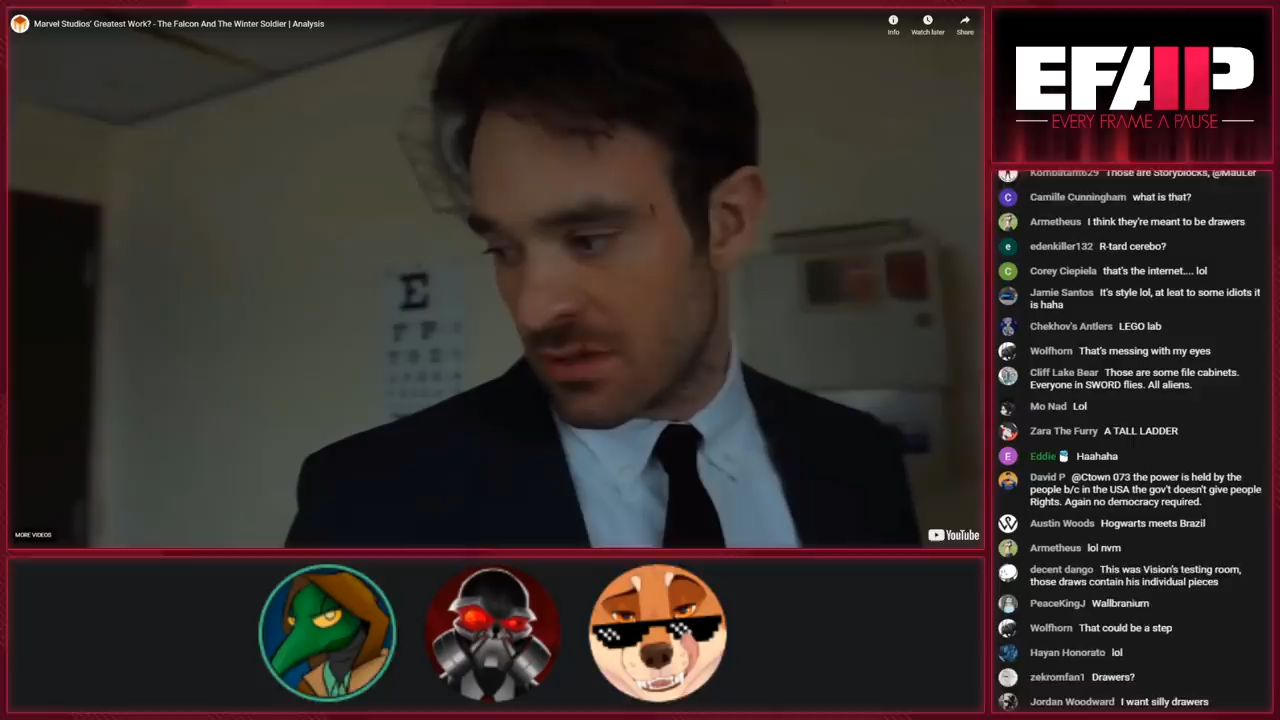 Marvel Studios' Greatest Work? - The Falcon And The Winter Soldier | Analysis
Info
Watch later
Share
E
F P
MORE VIDEOS
YouTube
EFAP
EVERY FRAME A PAUSE
Kombatant629 Those are Storyblocks, @MauLer
Camille Cunningham what is that?
Armetheus I think they're meant to be drawers
edenkiller132 R-tard cerebo?
Corey Ciepiela that's the internet.... lol
Jamie Santos It's style lol, at leat to some idiots it
is haha
Chekhov's Antlers LEGO lab
Wolfhorn That's messing with my eyes
Cliff Lake Bear Those are some file cabinets.
Everyone in SWORD flies. All aliens.
Mo Nad Lol
Zara The Furry A TALL LADDER
Eddie Haahaha
David P @Ctown 073 the power is held by the
people b/c in the USA the gov't doesn't give people
Rights. Again no democracy required.
Austin Woods Hogwarts meets Brazil
Armetheus lol nvm
decent dango This was Vision's testing room,
those draws contain his individual pieces
PeaceKingJ Wallbranium
Wolfhorn That could be a step
Hayan Honorato lol
zekromfan1 Drawers?
Jordan Woodward I want silly drawers